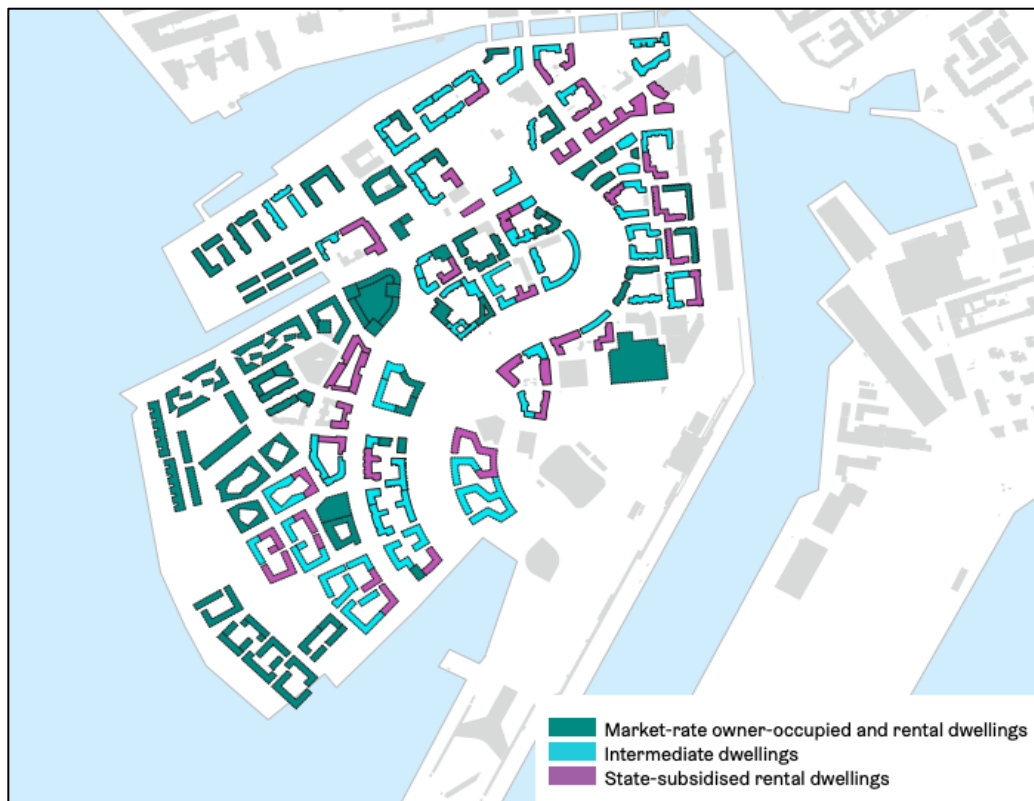 Market-rate owner-occupied and rental dwellings
Intermediate dwellings
State-subsidised rental dwellings